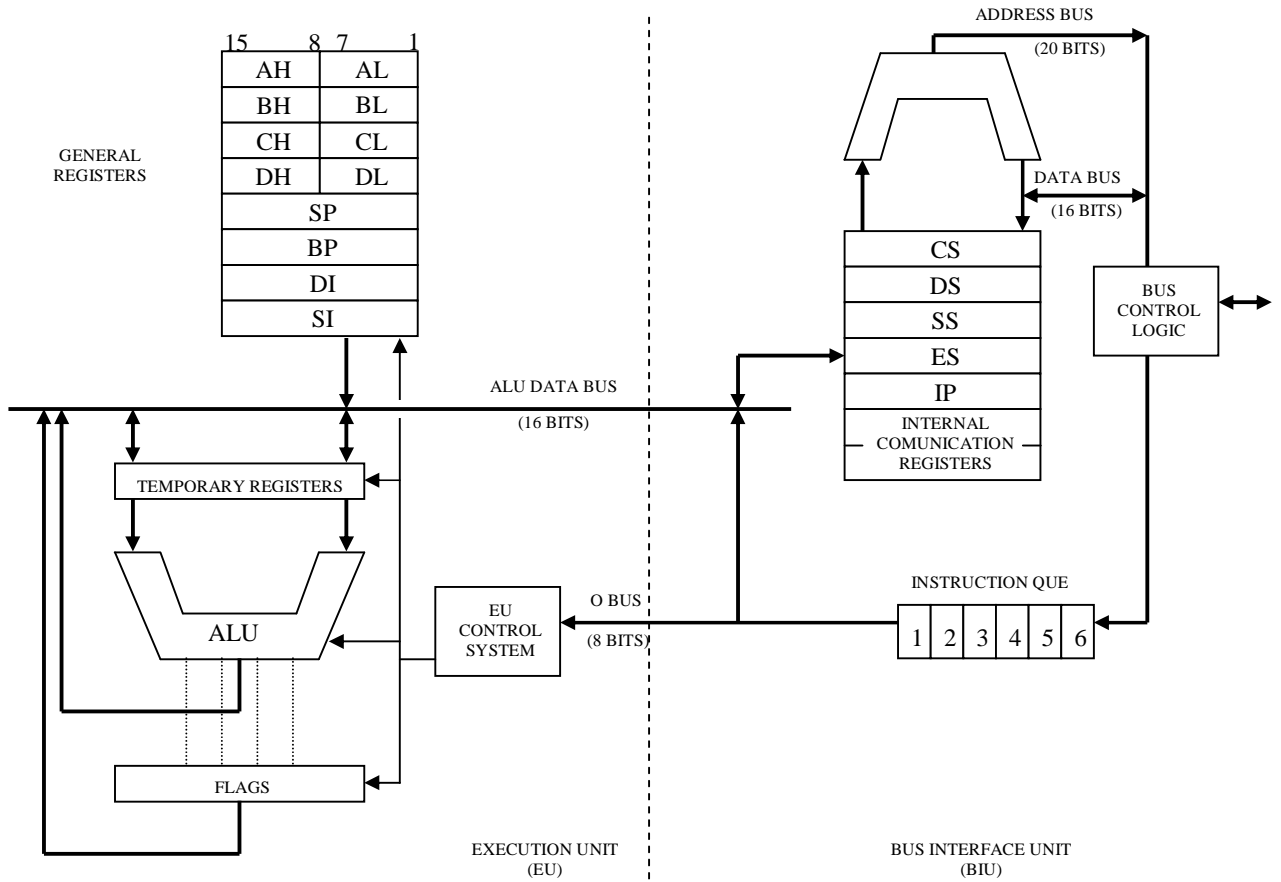 ADDRESS BUS
(20 BITS)
15 8 7 1
AH AL
BH BL
CH CL
DH DL
SP
BP
DI
SI
GENERAL
REGISTERS
DATA BUS
(16 BITS)
CS
DS
SS
ES
IP
INTERNAL
COMUNICATION
REGISTERS
BUS
CONTROL
LOGIC
ALU DATA BUS
(16 BITS)
TEMPORARY REGISTERS
ALU
EU
CONTROL
SYSTEM
O BUS
(8 BITS)
INSTRUCTION QUE
1 2 3 4 5 6
FLAGS
EXECUTION UNIT
(EU)
BUS INTERFACE UNIT
(BIU)